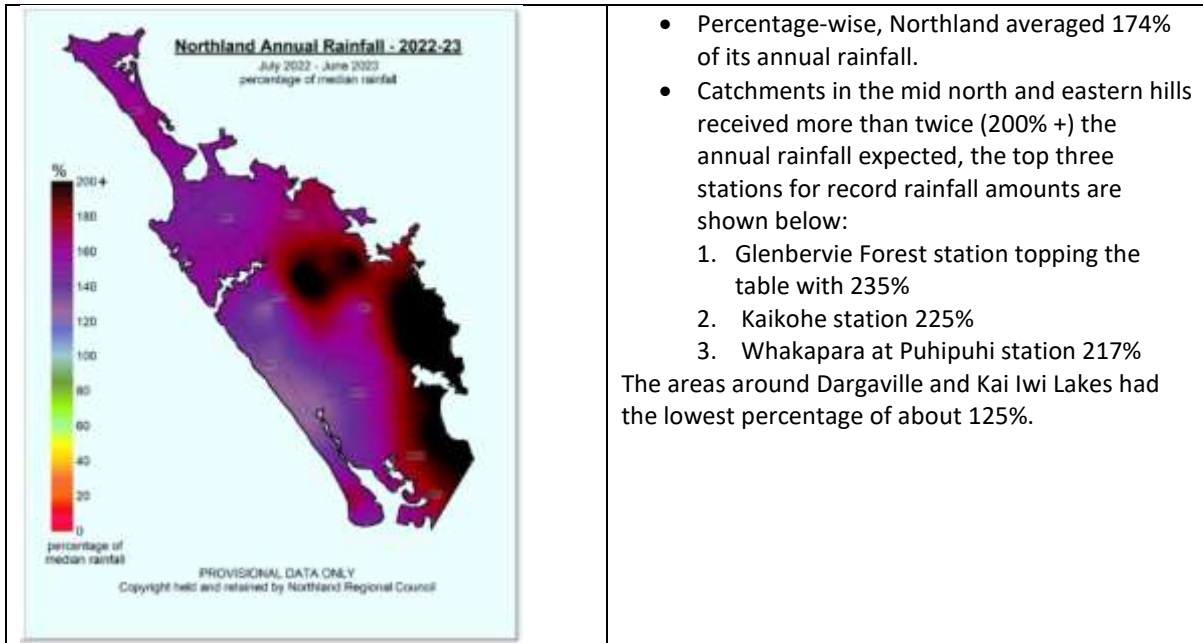 Northland Annual Rainfall - 2022-23
July 2022 - June 2023
percentage of median rainfall
%
200+
180
160
140
120
100
80
60
40
20
0
percentage of
median rainfall
PROVISIONAL DATA ONLY
Copyright held and retained by Northland Regional Council
• Percentage-wise, Northland averaged 174%
of its annual rainfall.
• Catchments in the mid north and eastern hills
received more than twice (200% +) the
annual rainfall expected, the top three
stations for record rainfall amounts are
shown below:
1. Glenbervie Forest station topping the
table with 235%
2. Kaikohe station 225%
3. Whakapara at Puhipuhi station 217%
The areas around Dargaville and Kai Iwi Lakes had
the lowest percentage of about 125%.